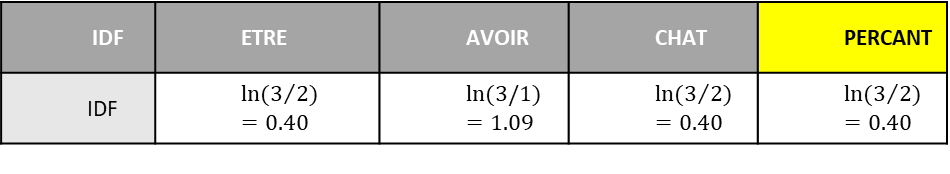 IDF ETRE AVOIR CHAT PERCANT
IDF ln(3/2) ln(3/1) ln(3/2) ln(3/2)
= 0.40 = 1.09 = 0.40 = 0.40